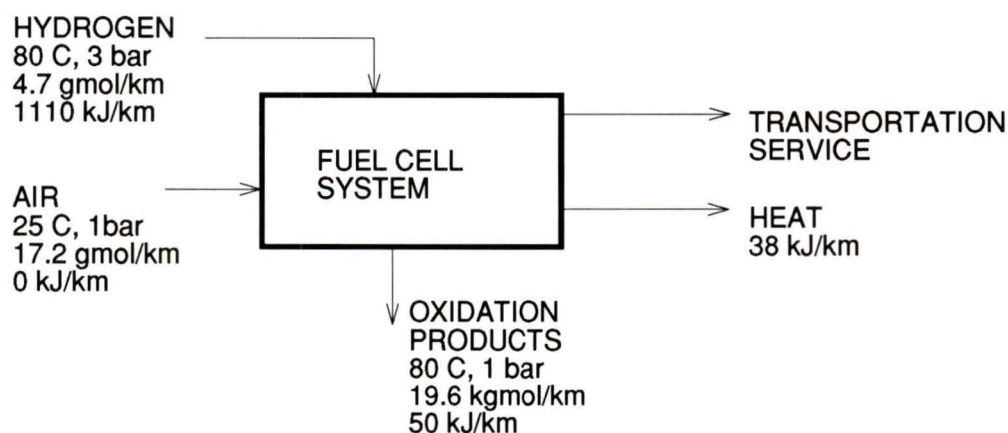 HYDROGEN
80 C, 3 bar
4.7 gmol/km
1110 kJ/km
AIR
25 C, 1bar
17.2 gmol/km
0 kJ/km
FUEL CELL
SYSTEM
TRANSPORTATION
SERVICE
HEAT
38 kJ/km
OXIDATION
PRODUCTS
80 C, 1 bar
19.6 kgmol/km
50 kJ/km